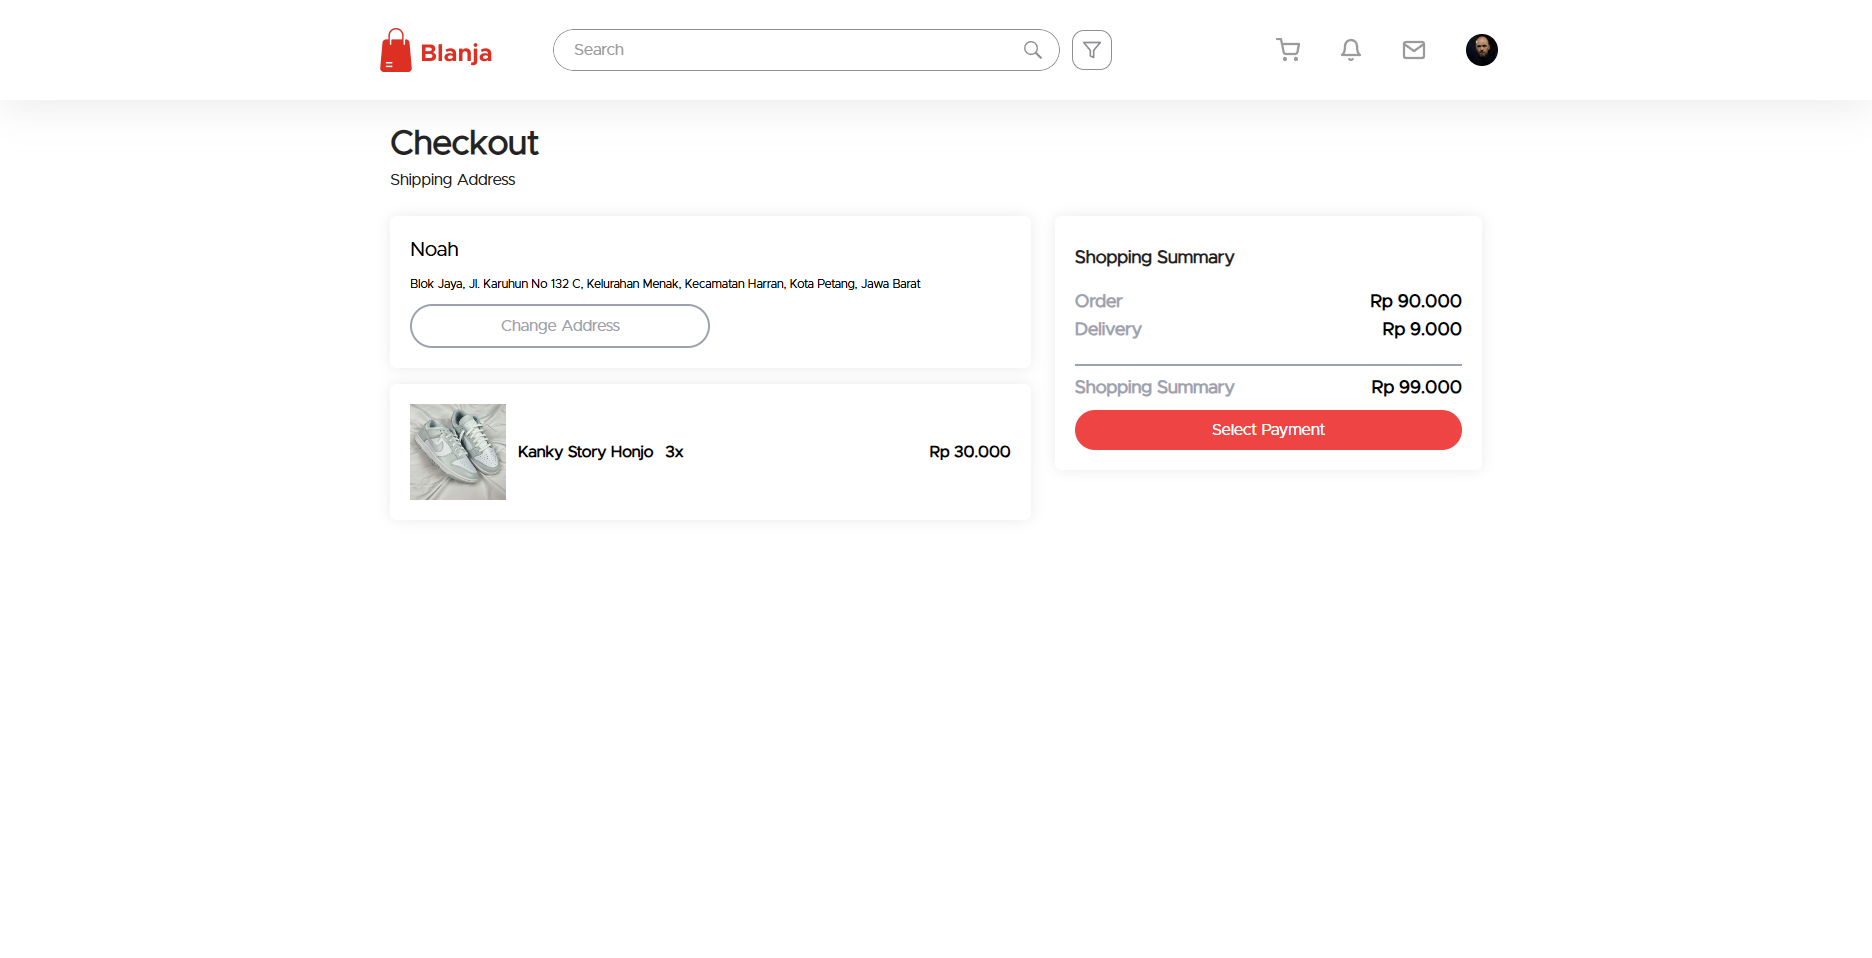 Blanja
Search
Checkout
Shipping Address
Noah
Blok Jaya, Jl. Karuhun No 132 C, Kelurahan Menak, Kecamatan Harran, Kota Petang, Jawa Barat
Change Address
Kanky Story Honjo 3x Rp 30.000
Shopping Summary
Order Rp 90.000
Delivery Rp 9.000
Shopping Summary Rp 99.000
Select Payment